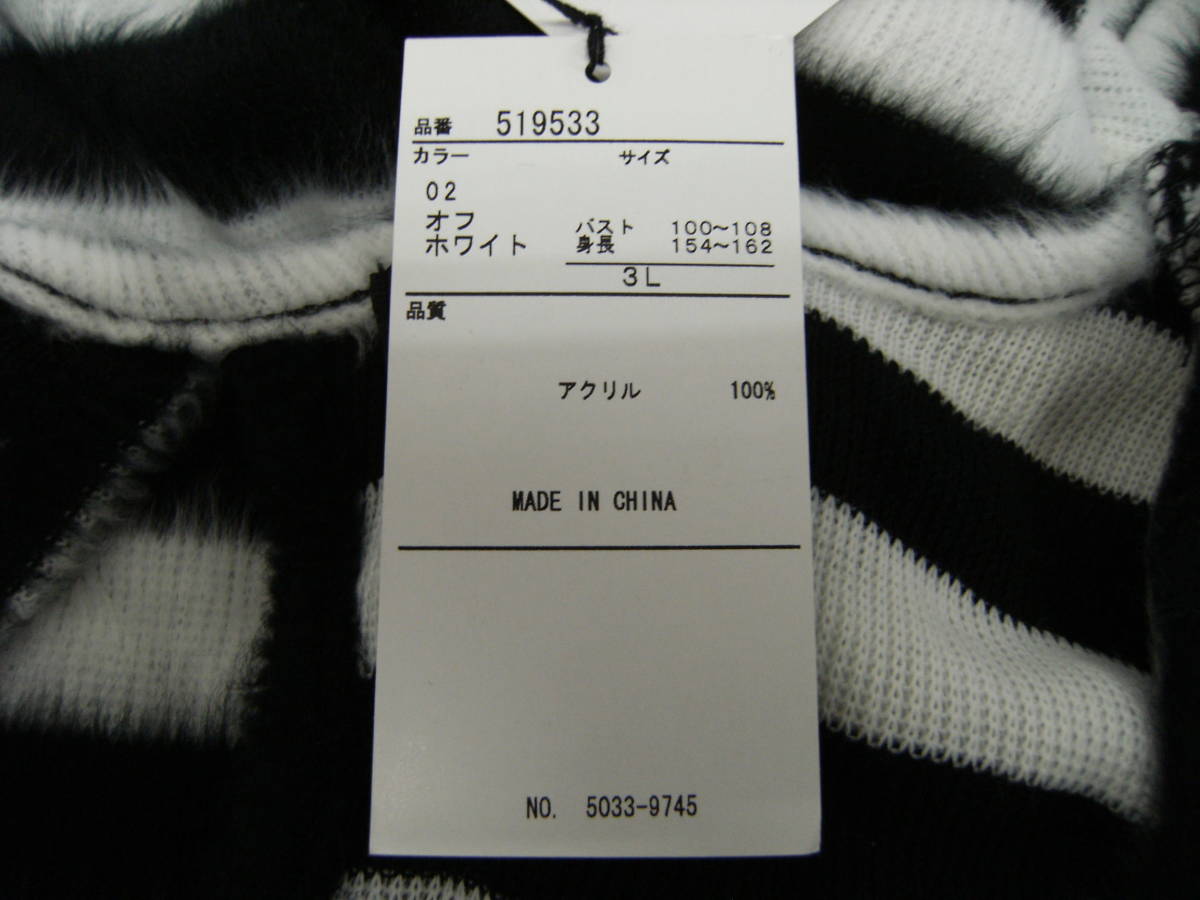 品番 519533
カラー サイズ
02
オフ
ホワイト
バスト 100～108
身長 154～162
3L
品質
アクリル 100%
MADE IN CHINA
NO. 5033-9745